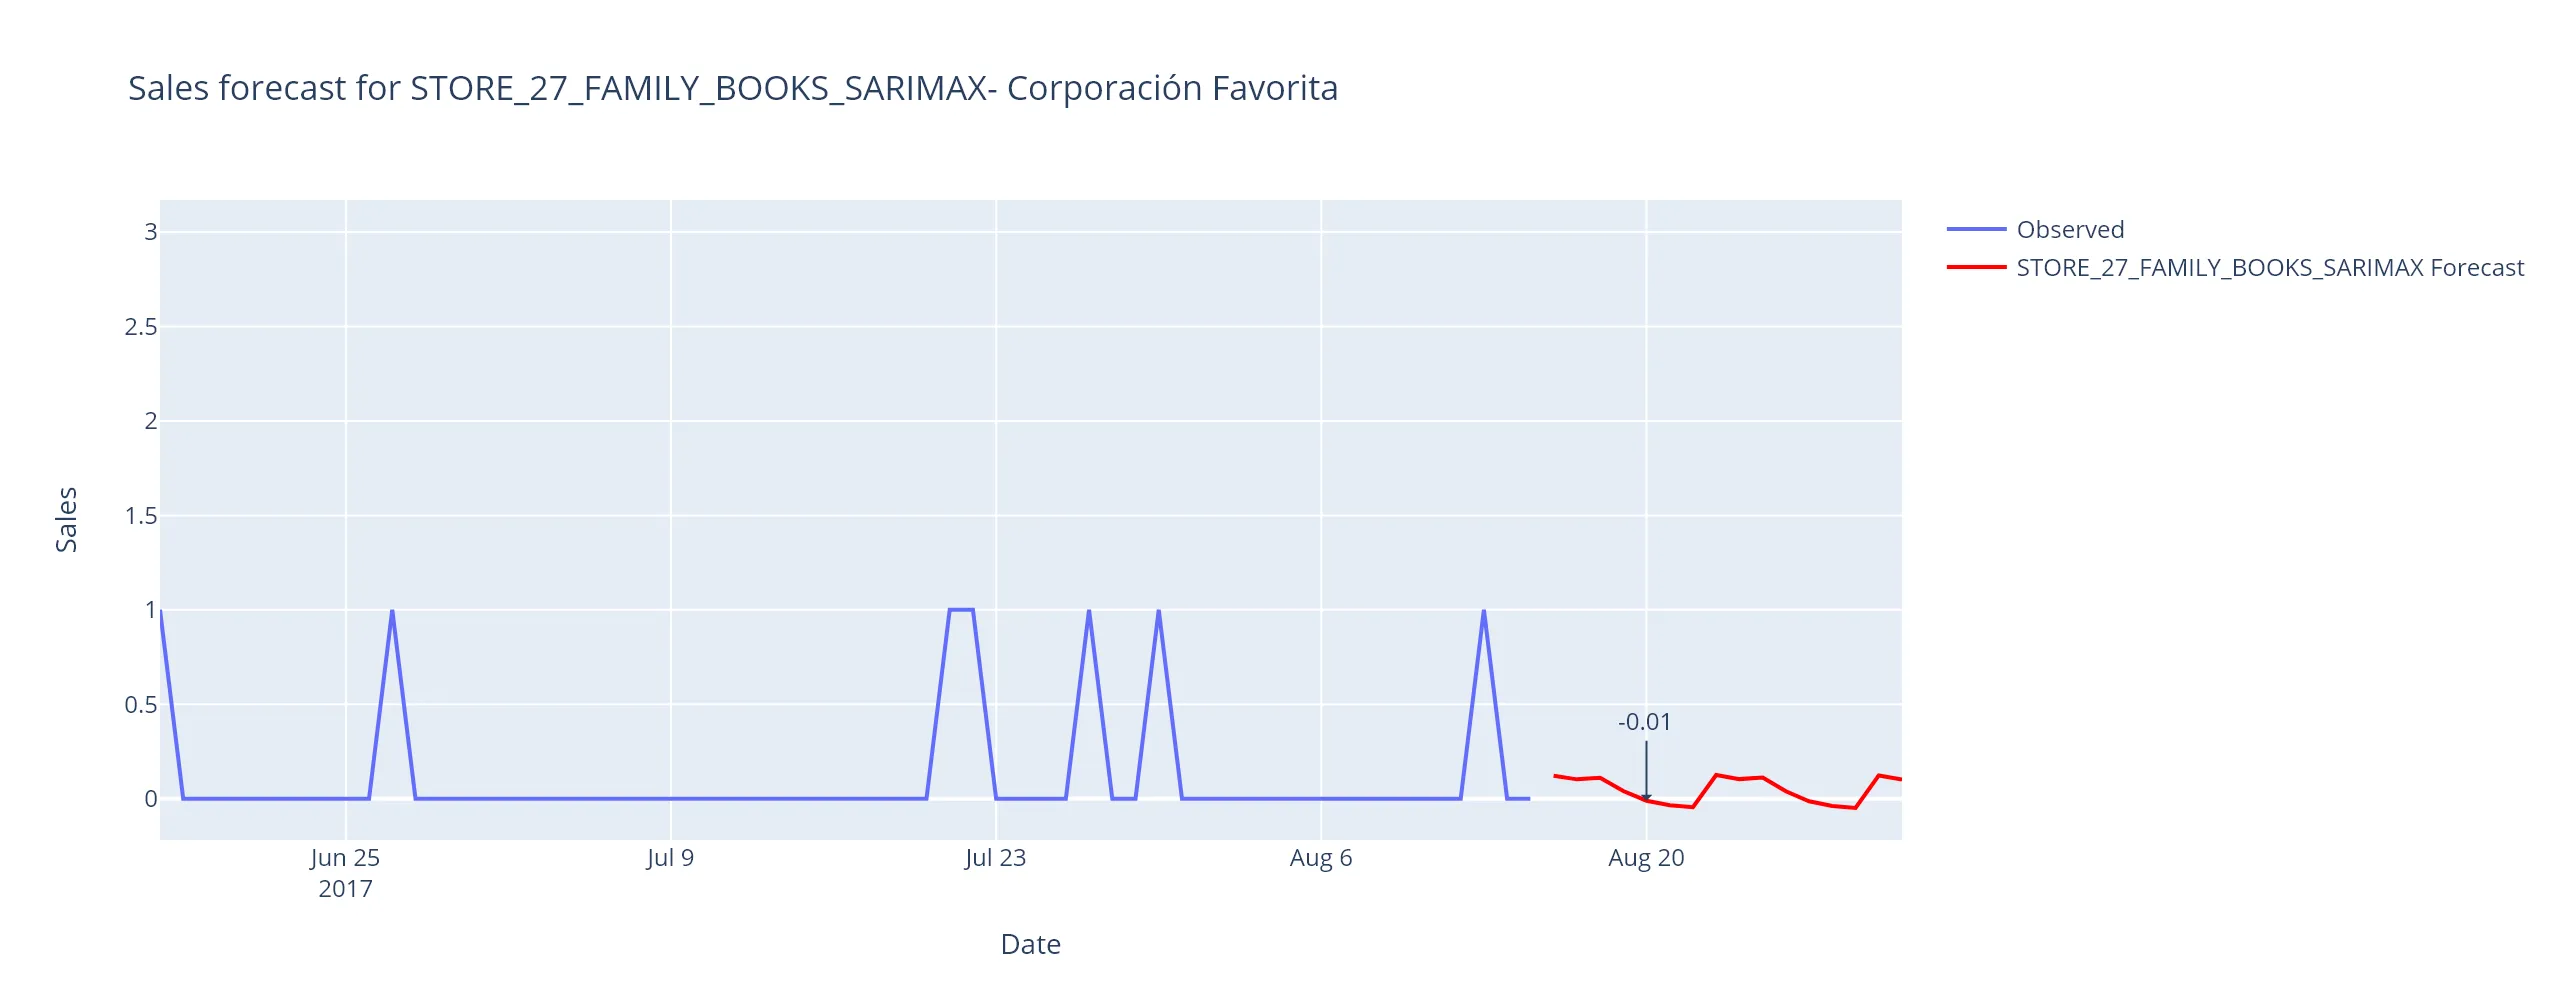 Sales forecast for STORE_27_FAMILY_BOOKS_SARIMAX- Corporación Favorita
Observed
STORE_27_FAMILY_BOOKS_SARIMAX Forecast
Sales
3
2.5
2
1.5
1
0.5
0
-0.01
Jun 25
2017
Jul 9
Jul 23
Aug 6
Aug 20
Date